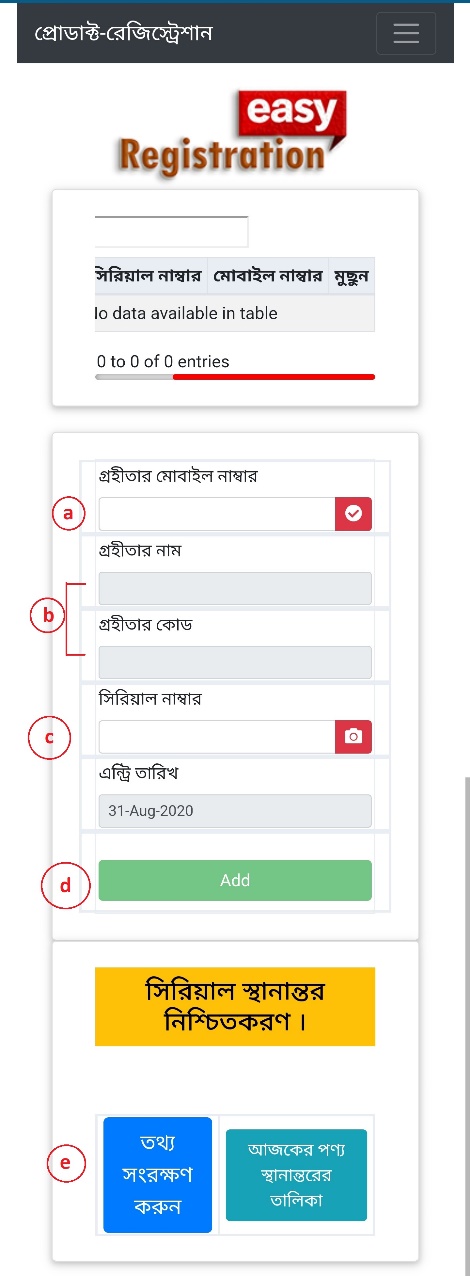 প্রোডাক্ট-রেজিস্ট্রেশান
easy
Registration
সিরিয়াল নাম্বার মোবাইল নাম্বার মুছুন
lo data available in table
0 to 0 of 0 entries
গ্রহীতার মোবাইল নাম্বার
a
গ্রহীতার নাম
b
গ্রহীতার কোড
সিরিয়াল নাম্বার
c
এন্ট্রি তারিখ
31-Aug-2020
d
Add
সিরিয়াল স্থানান্তর
নিশ্চিতকরণ ।
e
তথ্য
সংরক্ষণ
করুন
আজকের পণ্য
স্থানান্তরের
তালিকা